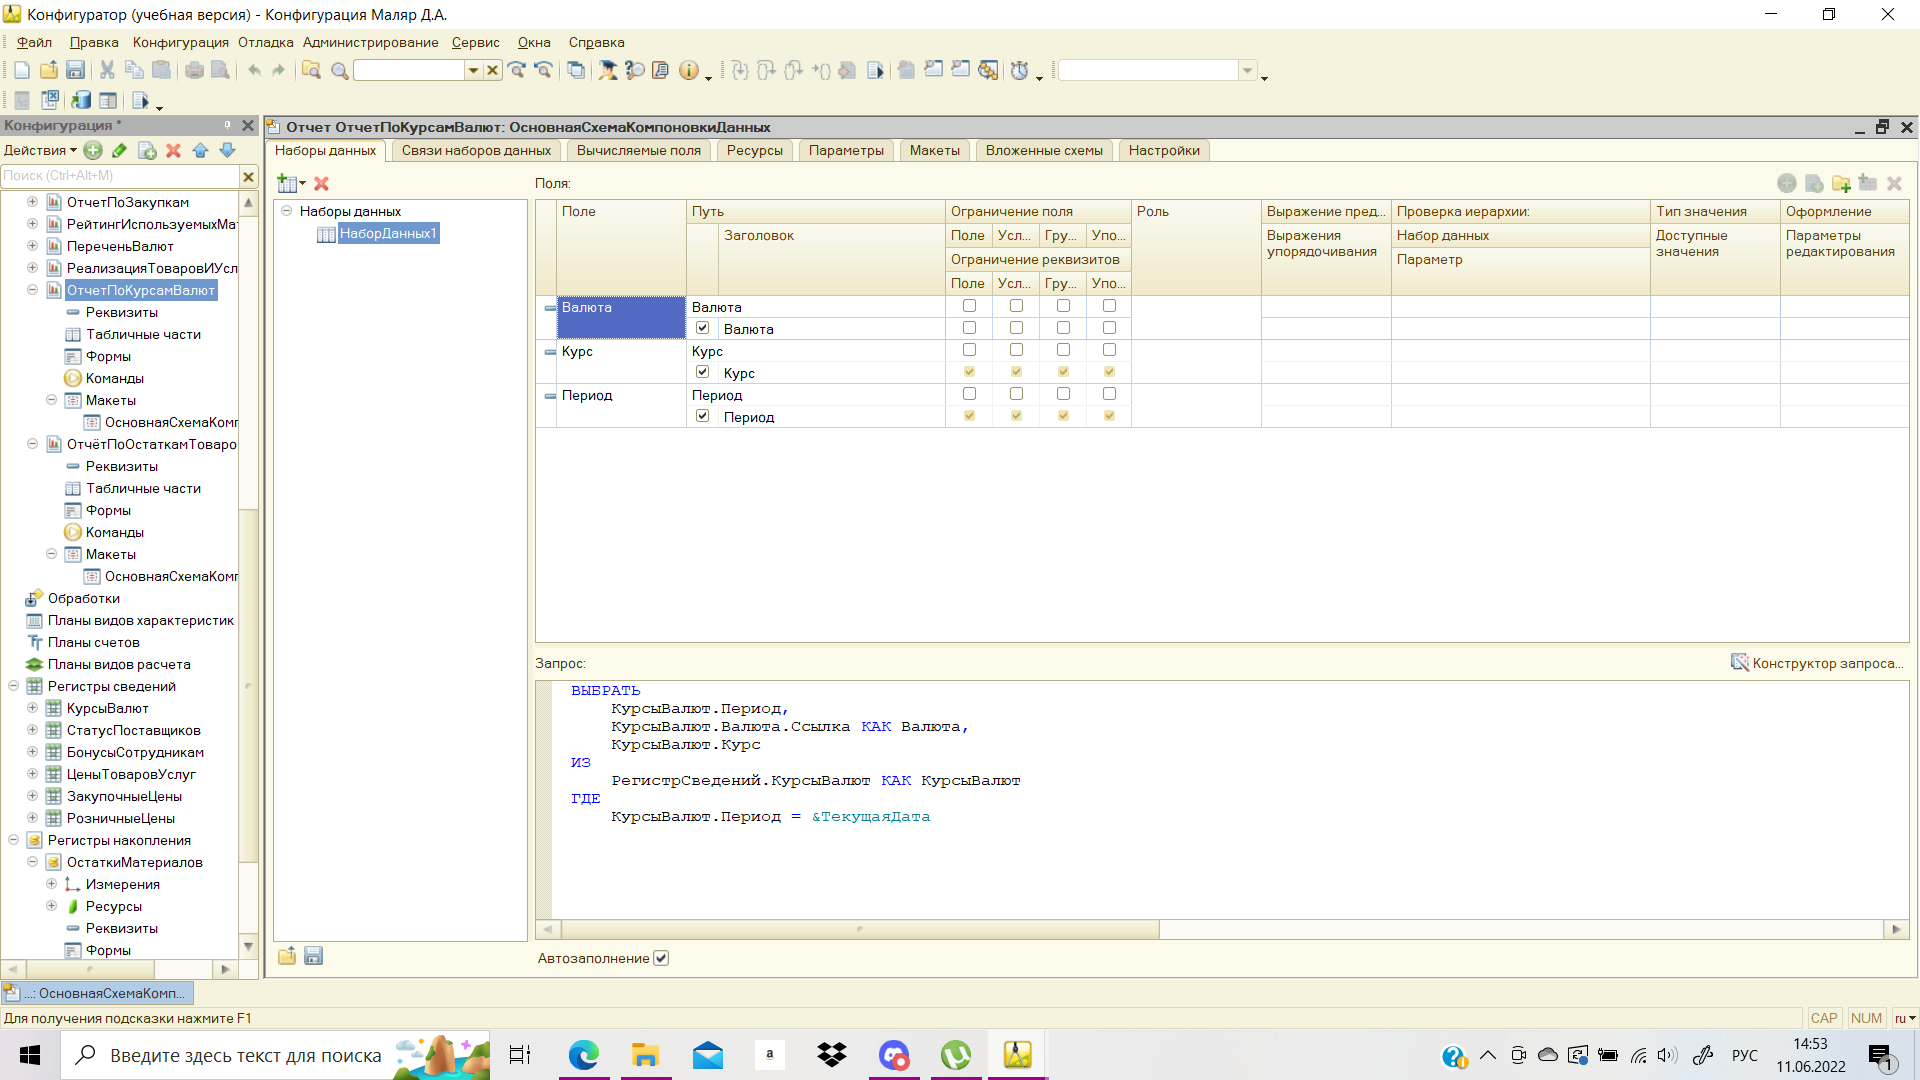 Конфигуратор (учебная версия) - Конфигурация Маляр Д.А.
Файл Правка Конфигурация Отладка Администрирование Сервис Окна Справка
Конфигурация *
Действия
Поиск (Ctrl+Alt+M)
ОтчетПоЗакупкам
РейтингИспользуемыхМат
ПереченьВалют
РеализацияТоваровИУсл
ОтчетПоКурсамВалют
Реквизиты
Табличные части
Формы
Команды
Макеты
ОсновнаяСхемаКомп
ОтчётПоОстаткамТоваро
Реквизиты
Табличные части
Формы
Команды
Макеты
ОсновнаяСхемаКомп
Обработки
Планы видов характеристик
Планы счетов
Планы видов расчета
Регистры сведений
КурсыВалют
СтатусПоставщиков
БонусыСотрудникам
ЦеныТоваровУслуг
ЗакупочныеЦены
РозничныеЦены
Регистры накопления
ОстаткиМатериалов
Измерения
Ресурсы
Реквизиты
Формы
Отчет ОтчетПоКурсамВалют: ОсновнаяСхемаКомпоновкиДанных
Наборы данных Связи наборов данных Вычисляемые поля Ресурсы Параметры Макеты Вложенные схемы Настройки
Наборы данных
НаборДанных1
Поля:
Поле Путь Ограничение поля Роль Выражение пред... Проверка иерархии: Тип значения Оформление
Заголовок Поле Усл... Гру... Упо... Выражения упорядочивания Набор данных Доступные значения Параметры редактирования
Ограничение реквизитов Параметр
Поле Усл... Гру... Упо...
Валюта Валюта
Валюта
Курс Курс
Курс
Период Период
Период
Запрос: Конструктор запроса...
ВЫБРАТЬ
КурсыВалют.Период,
КурсыВалют.Валюта.Ссылка КАК Валюта,
КурсыВалют.Курс
ИЗ
РегистрСведений.КурсыВалют КАК КурсыВалют
ГДЕ
КурсыВалют.Период = &ТекущаяДата
Автозаполнение
...: ОсновнаяСхемаКомп...
Для получения подсказки нажмите F1
CAP NUM ru
Введите здесь текст для поиска
a
РУС
14:53
11.06.2022
1